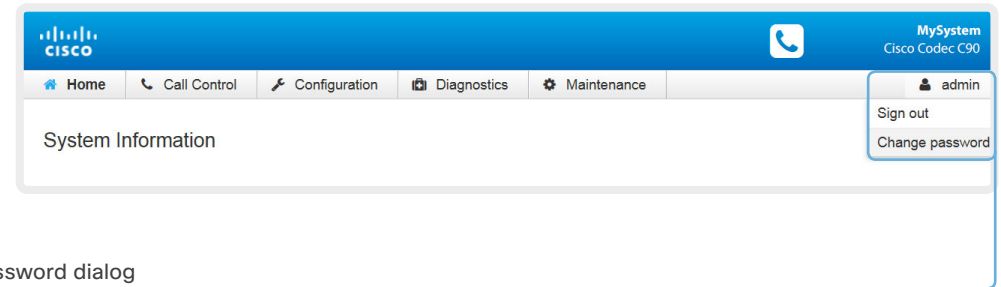 CISCO
MySystem
Cisco Codec C90
Home Call Control Configuration Diagnostics Maintenance admin
Sign out
Change password
System Information
dialog